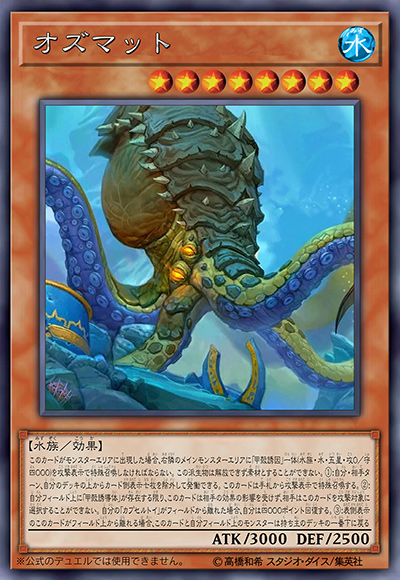 オズマット
水
【水族/効果】
このカードがモンスターエリアに出現した場合、右隣のメインモンスターエリアに「甲殻誘因」一体(水族・水・五星・攻0/守
四〇〇〇)を攻撃表示で特殊召喚しなければならない。この派生物は解放できず素材とすることができない。①:自分・相手ター
ン、自分のデッキの上からカード側表示七枚を除外して発動できる。このカードは手札から攻撃表示で特殊召喚する。②:
自分フィールド上に「甲殻誘導体」が存在する限り、このカードは相手の効果の影響を受けず、相手はこのカードを攻撃対象に
選択することができない。自分の「カプセルト」がフィールドから離れた場合、自分は四〇〇〇ポイント回復する。③:表側表示
のこのカードがフィールド上から離れる場合、このカードと自分フィールド上のモンスターは持ち主のデッキの一番下に戻る
ATK/3000 DEF/2500
※公式のデュエルでは使用できません。 ©高橋和希 スタジオ・ダイス/集英社